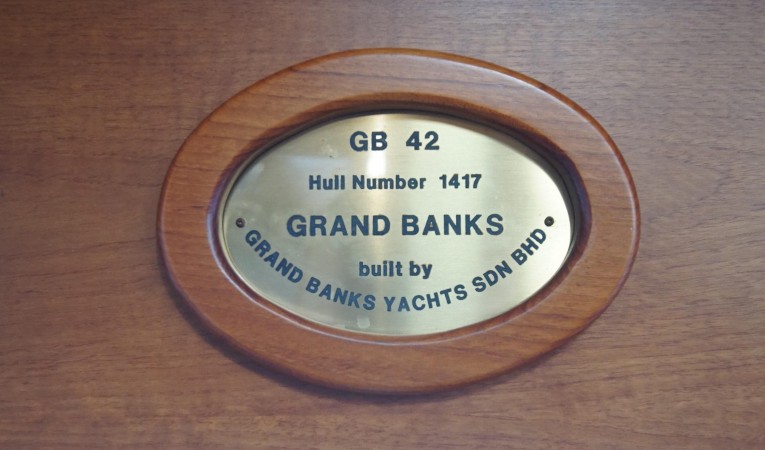 GB 42
Hull Number 1417
GRAND BANKS
built by
GRAND BANKS YACHTS SDN BHD